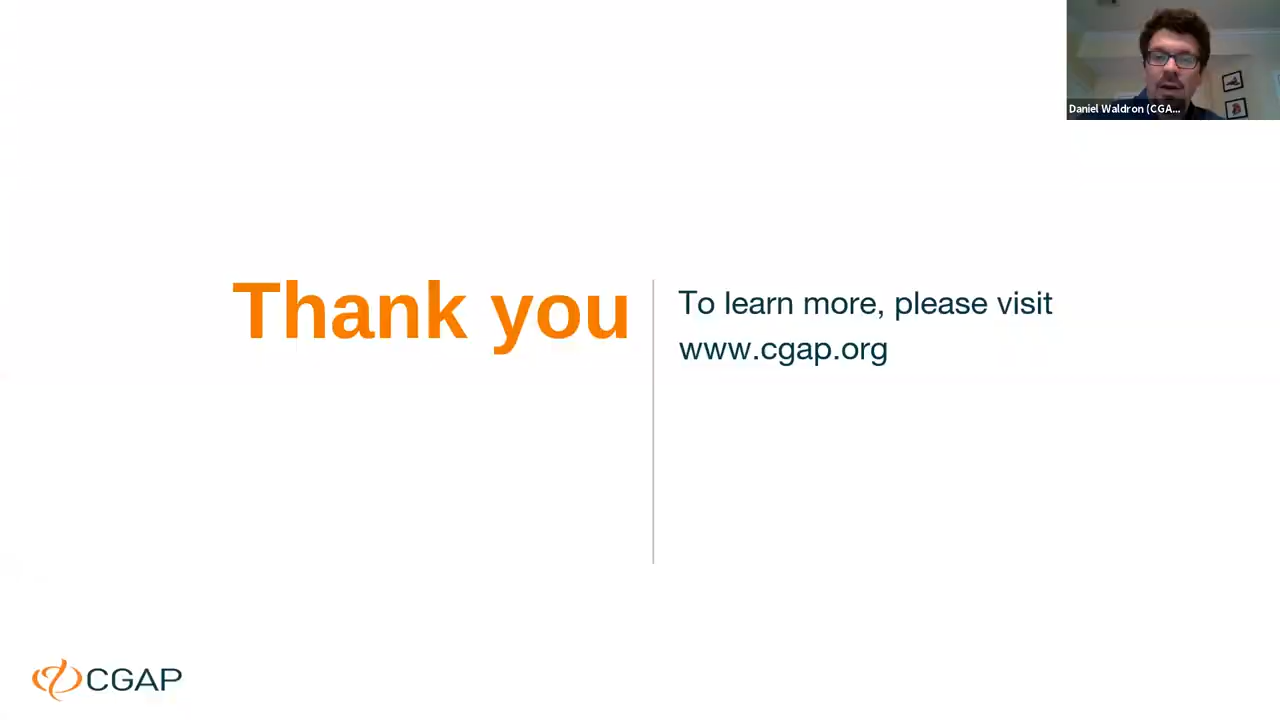 Daniel Waldron (CGA...
Thank you
To learn more, please visit
www.cgap.org
CGAP